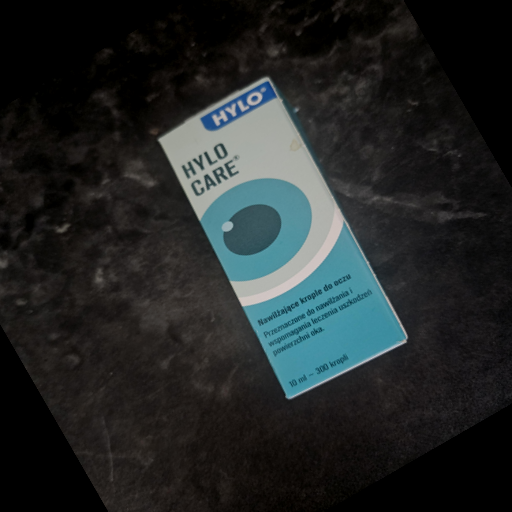 HYLO®
HYLO
CARE®
Nawilżające krople do oczu
Przeznaczone do nawilżania i
wspomagania leczenia uszkodzeń
powierzchni oka.
10 ml ~ 300 kropli